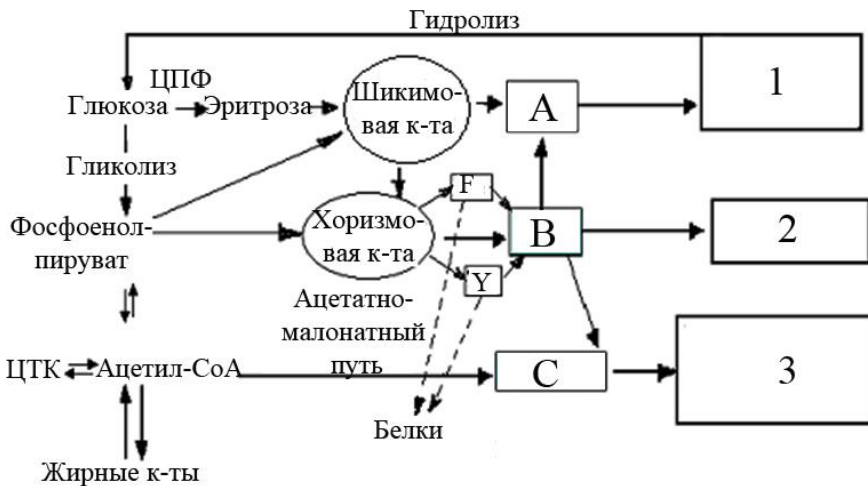 Гидролиз
ЦПФ
Глюкоза
Эритроза
Шикимо-
вая к-та
A
1
Гликолиз
Фосфоенол-
пируват
Хоризмо-
вая к-та
F
Y
B
2
Ацетатно-
малонатный
путь
ЦТК
Ацетил-СоА
C
3
Белки
Жирные к-ты